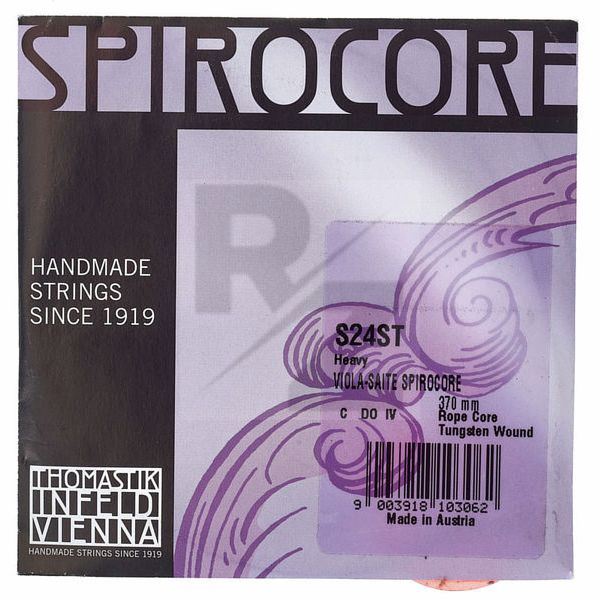 SPIROCORE
HANDMADE
STRINGS
SINCE 1919
S24ST
Heavy
VIOLA-SAITE SPIROCORE
370 mm
C DO IV
Rope Core
Tungsten Wound
9 003918 103062
Made in Austria
THOMASTIK
INFELD
VIENNA
HANDMADE STRINGS SINCE 1919